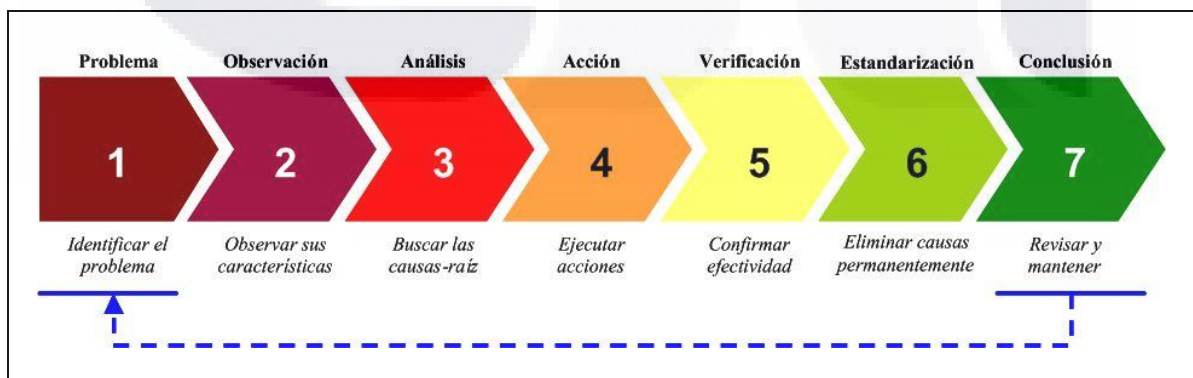 Problema
Observación
Análisis
Acción
Verificación
Estandarización
Conclusión
1
2
3
4
5
6
7
Identificar el
problema
Observar sus
características
Buscar las
causas-raíz
Ejecutar
acciones
Confirmar
efectividad
Eliminar causas
permanentemente
Revisar y
mantener